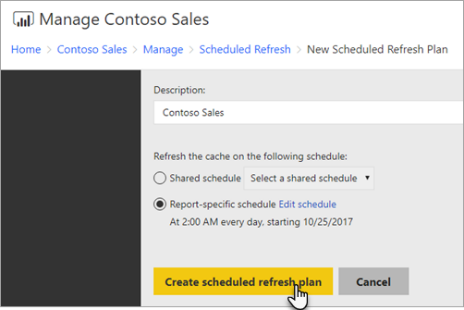 Manage Contoso Sales
Home > Contoso Sales > Manage > Scheduled Refresh > New Scheduled Refresh Plan
Description:
Contoso Sales
Refresh the cache on the following schedule:
Shared schedule Select a shared schedule
Report-specific schedule Edit schedule
At 2:00 AM every day, starting 10/25/2017
Create scheduled refresh plan Cancel